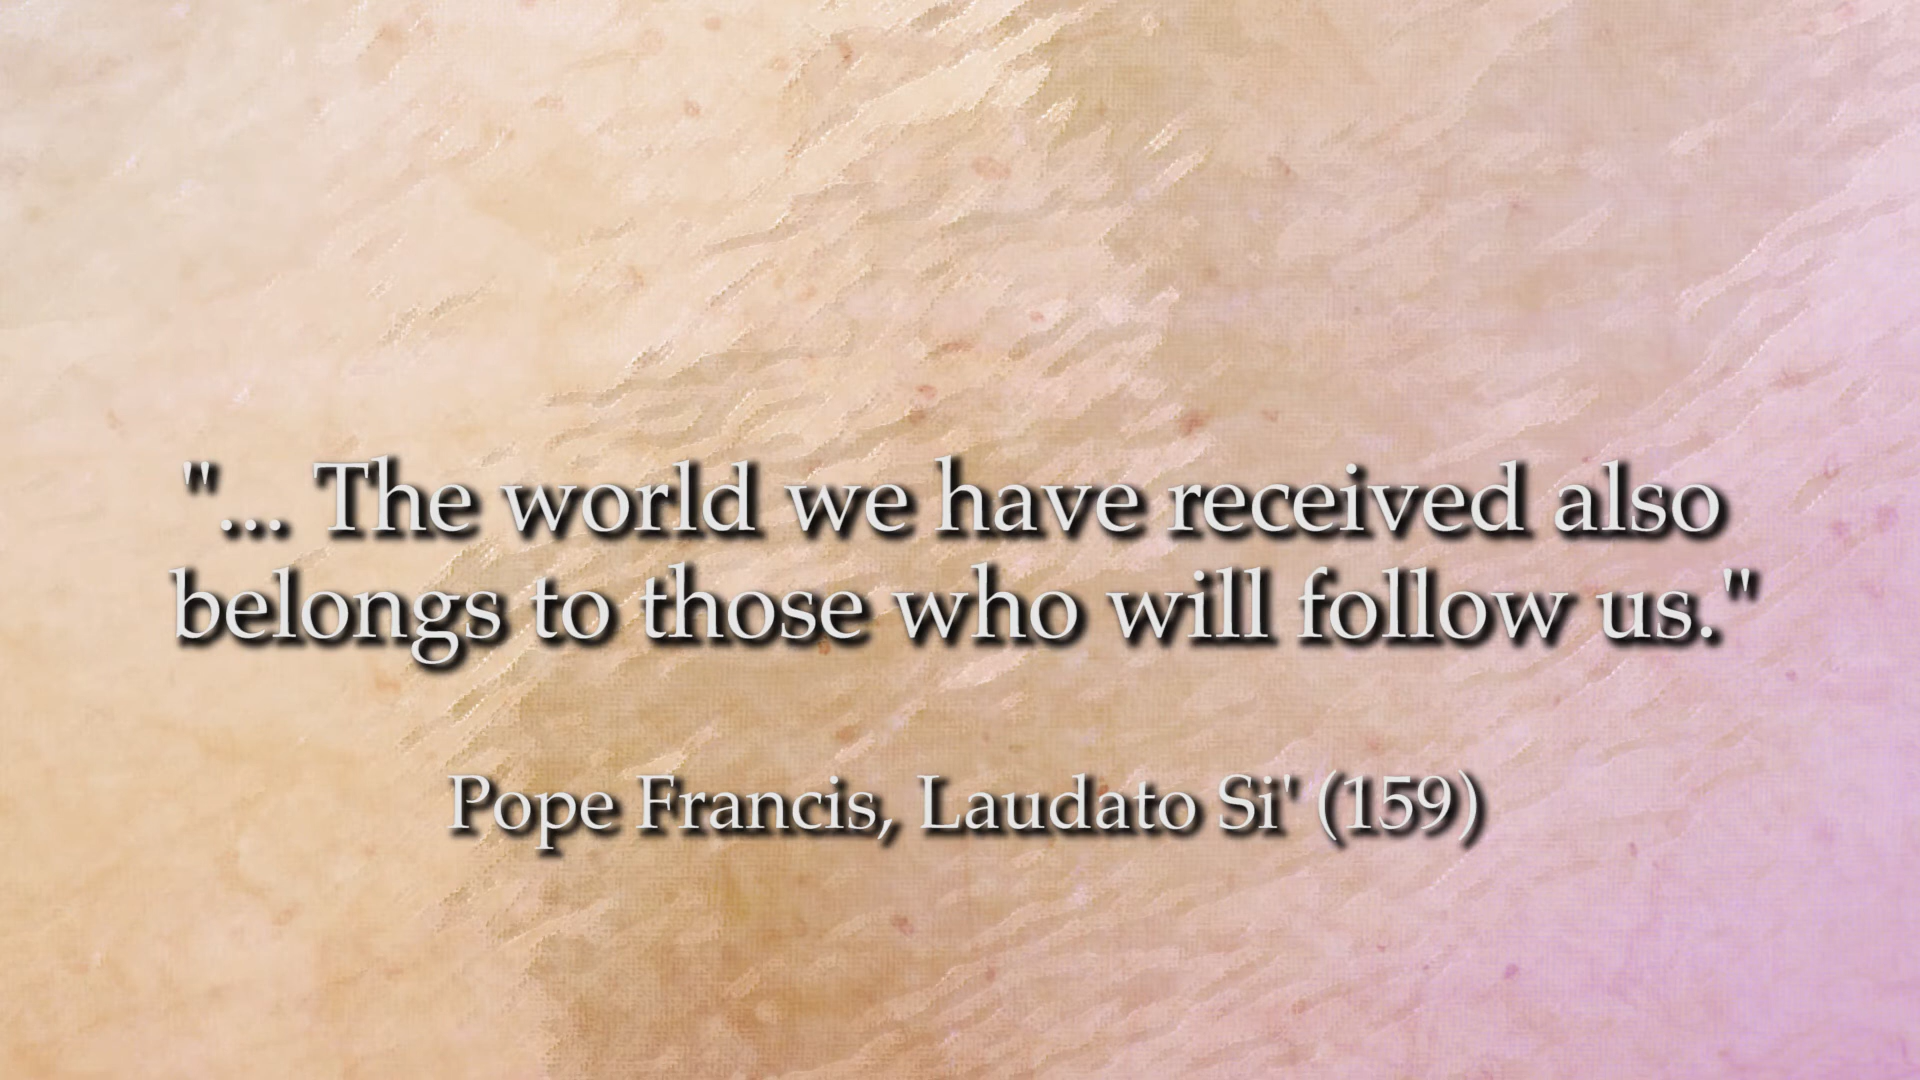 "... The world we have received also
belongs to those who will follow us."
Pope Francis, Laudato Si' (159)